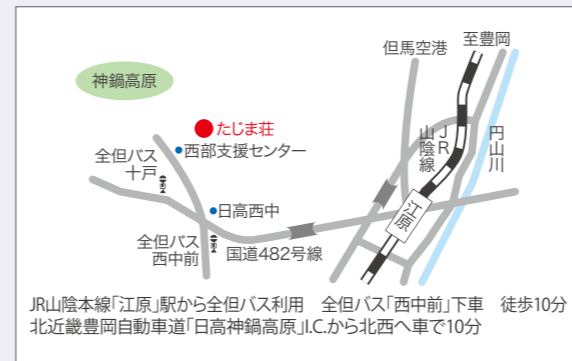 至豊岡
但馬空港
神鍋高原
たじま荘
西部支援センター
JR
山陰線
円山川
全但バス
十戸
日高西中
江原
全但バス
西中前
国道482号線
JR山陰本線「江原」駅から全但バス利用　全但バス「西中前」下車　徒歩10分
北近畿豊岡自動車道「日高神鍋高原」I.C.から北西へ車で10分